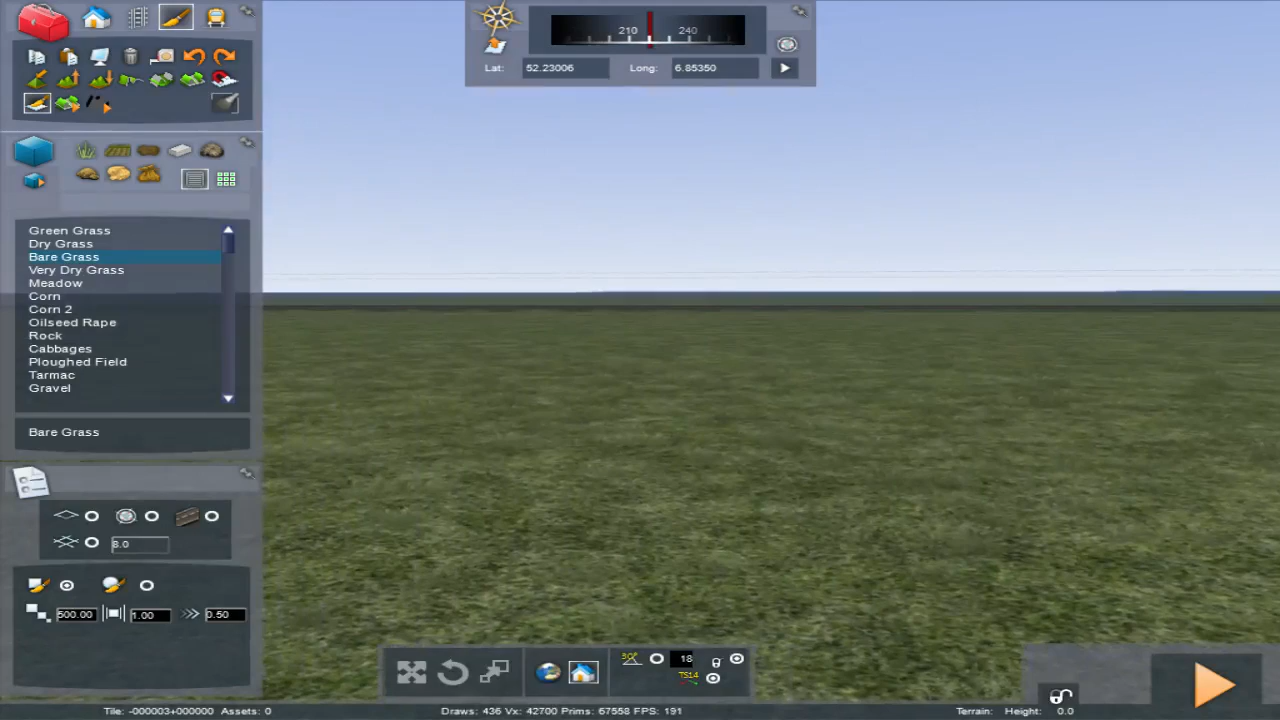 210 240
Lat: 52.23006 Long: 6.85350
Green Grass
Dry Grass
Bare Grass
Very Dry Grass
Meadow
Corn
Corn 2
Oilseed Rape
Rock
Cabbages
Ploughed Field
Tarmac
Gravel
Bare Grass
8.0
500.00 1.00 0.50
30° 18
TS14
Tile: -000003+000000 Assets: 0 Draws: 436 Vx: 42700 Prims: 67558 FPS: 191 Terrain: Height: 0.0